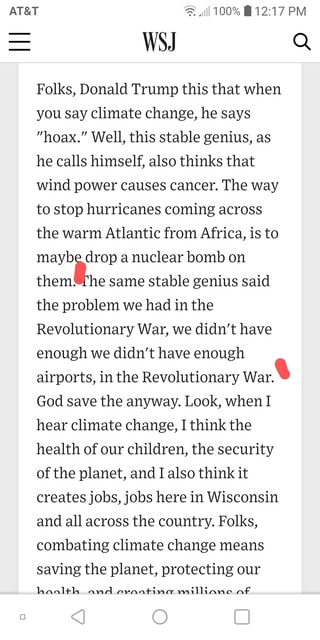 AT&T 100% 12:17 PM
WSJ
Folks, Donald Trump this that when
you say climate change, he says
"hoax." Well, this stable genius, as
he calls himself, also thinks that
wind power causes cancer. The way
to stop hurricanes coming across
the warm Atlantic from Africa, is to
maybe drop a nuclear bomb on
them. The same stable genius said
the problem we had in the
Revolutionary War, we didn't have
enough we didn't have enough
airports, in the Revolutionary War.
God save the anyway. Look, when I
hear climate change, I think the
health of our children, the security
of the planet, and I also think it
creates jobs, jobs here in Wisconsin
and all across the country. Folks,
combating climate change means
saving the planet, protecting our
health, and creating millions of